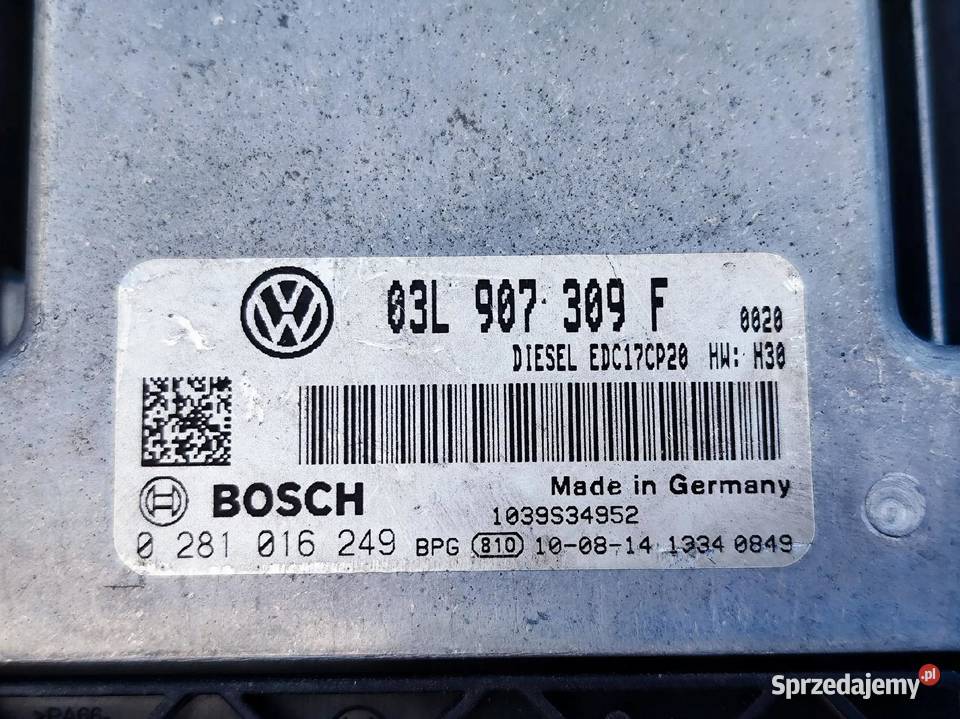 03L 907 309 F 0020
DIESEL EDC17CP20 HW: H30
BOSCH Made in Germany
1039S34952
0 281 016 249 BPG 810 10-08-14 1334 0849
>PA66-
Sprzedajemy.pl